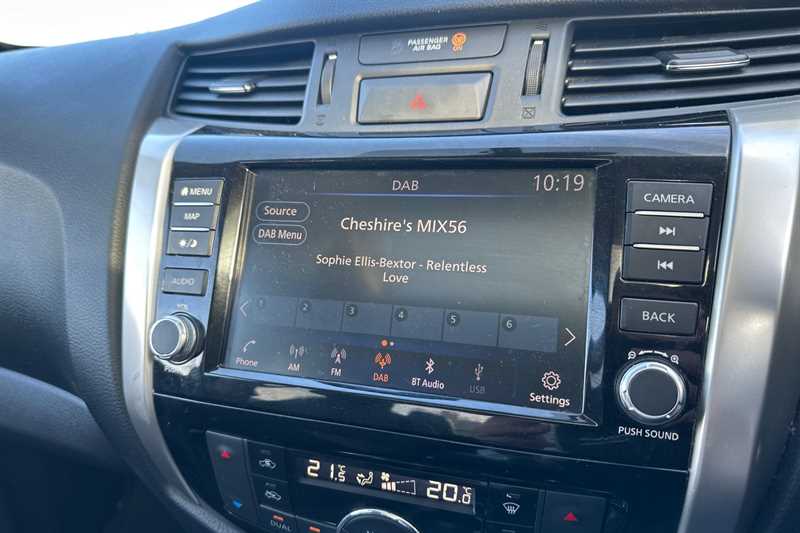 PASSENGER
AIR BAG
ON
MENU
MAP
AUDIO
VOL
DAB
10:19
Source
DAB Menu
Cheshire's MIX56
Sophie Ellis-Bextor - Relentless
Love
1 2 3 4 5 6
Phone AM FM DAB BT Audio USB Settings
CAMERA
BACK
PUSH SOUND
21.5°C 20.0°C
DUAL